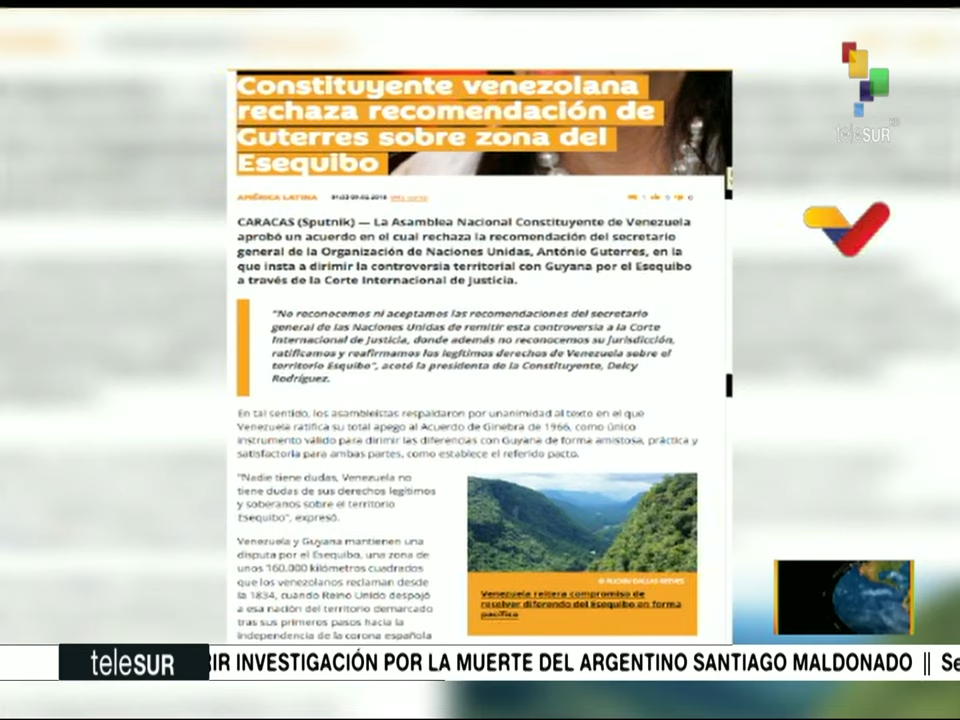 Constituyente venezolana
rechaza recomendación de
Guterres sobre zona del
Esequibo
teleSUR
HD
AMÉRICA LATINA
CARACAS (Sputnik) — La Asamblea Nacional Constituyente de Venezuela
aprobó un acuerdo en el cual rechaza la recomendación del secretario
general de la Organización de Naciones Unidas, António Guterres, en la
que insta a dirimir la controversia territorial con Guyana por el Esequibo
a través de la Corte Internacional de Justicia.
"No reconocemos ni aceptamos las recomendaciones del secretario
general de las Naciones Unidas de remitir esta controversia a la Corte
Internacional de Justicia, donde además no reconocemos su jurisdicción,
ratificamos y reafirmamos los legítimos derechos de Venezuela sobre el
territorio Esquibo", acotó la presidenta de la Constituyente, Delcy
Rodríguez.
En tal sentido, los asambleístas respaldaron por unanimidad al texto en el que
Venezuela ratifica su total apego al Acuerdo de Ginebra de 1966, como único
instrumento válido para dirimir las diferencias con Guyana de forma amistosa, práctica y
satisfactoria para ambas partes, como establece el referido pacto.
"Nadie tiene dudas, Venezuela no
tiene dudas de sus derechos legítimos
y soberanos sobre el territorio
Esequibo", expresó.
Venezuela y Guyana mantienen una
disputa por el Esequibo, una zona de
unos 160.000 kilómetros cuadrados
que los venezolanos reclaman desde
la 1834, cuando Reino Unido despojó
a esa nación del territorio demarcado
tras sus primeros pasos hacia la
independencia de la corona española
Venezuela reitera compromiso de
resolver diferendo del Esequibo en forma
pacífica
teleSUR
RIR INVESTIGACIÓN POR LA MUERTE DEL ARGENTINO SANTIAGO MALDONADO || Se